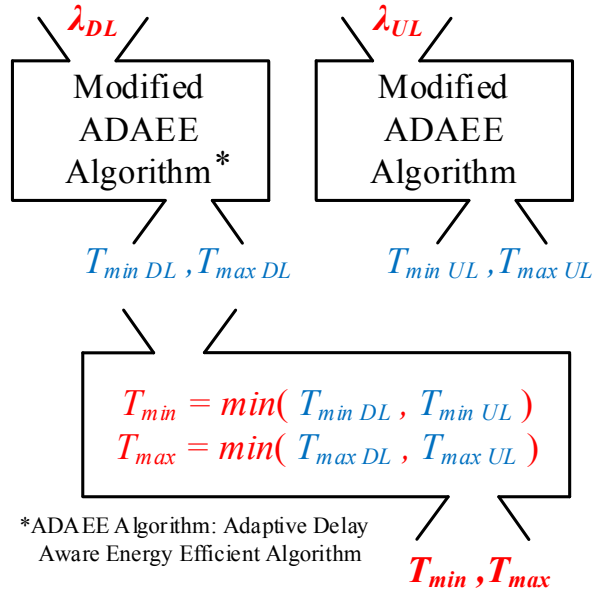 λDL
Modified
ADAEE
Algorithm*
Tmin DL ,Tmax DL
λUL
Modified
ADAEE
Algorithm
Tmin UL ,Tmax UL
Tmin = min( Tmin DL , Tmin UL )
Tmax = min( Tmax DL , Tmax UL )
*ADAEE Algorithm: Adaptive Delay
Aware Energy Efficient Algorithm
Tmin ,Tmax